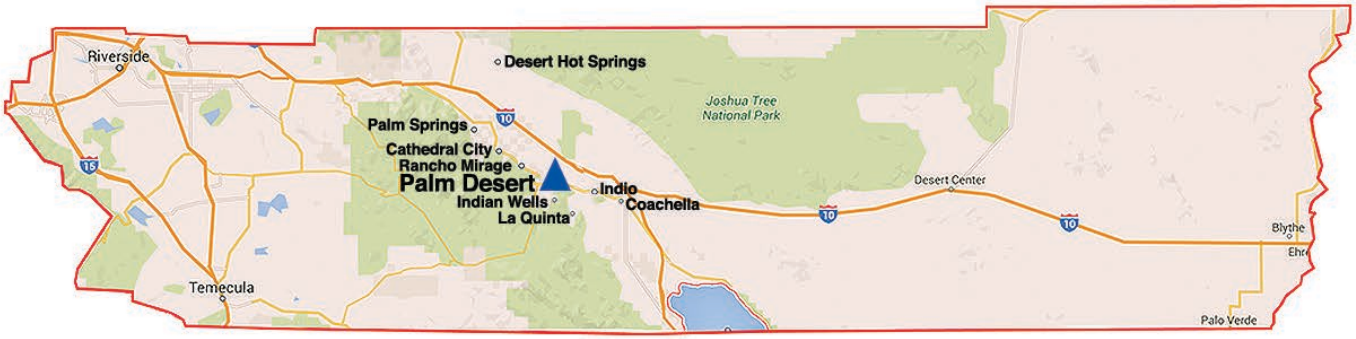 Riverside
Desert Hot Springs
Joshua Tree
National Park
10
Palm Springs
Cathedral City
15
Rancho Mirage
Palm Desert
Indio
Desert Center
Indian Wells
Coachella
La Quinta
10
10
Blythe
Ehre
Temecula
Palo Verde